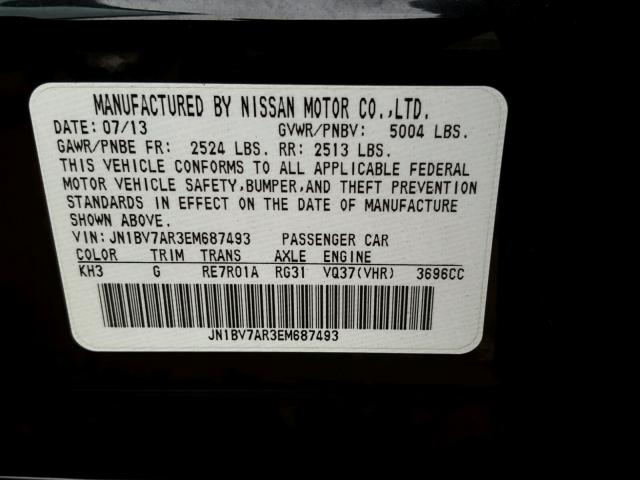 MANUFACTURED BY NISSAN MOTOR CO.,LTD.
DATE: 07/13 GVWR/PNBV: 5004 LBS.
GAWR/PNBE FR: 2524 LBS. RR: 2513 LBS.
THIS VEHICLE CONFORMS TO ALL APPLICABLE FEDERAL
MOTOR VEHICLE SAFETY,BUMPER,AND THEFT PREVENTION
STANDARDS IN EFFECT ON THE DATE OF MANUFACTURE
SHOWN ABOVE.
VIN: JN1BV7AR3EM687493 PASSENGER CAR
COLOR TRIM TRANS AXLE ENGINE
KH3 G RE7R01A RG31 VQ37(VHR) 3696CC
JN1BV7AR3EM687493